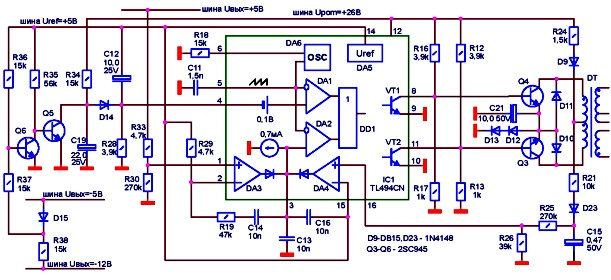 шина Uвых=+5В
шина Uref=+5В
шина Uпом=+26В
R36
15k
R35
56k
R34
15k
C12
10,0
25V
R18
15k
6
C11
1,5n
5
4
14
12
DA6
OSC
Uref
DA5
DA1
0,1В
0,7мА
DA2
1
DD1
R16
3,9k
R12
3,9k
VT1
8
9
VT2
11
10
IC1
TL494CN
R24
1,5k
D9
DT
Q4
C21
10,0 50V
D11
D13
D12
D10
Q3
Q6
Q5
D14
C19
22,0
25V
R28
3,9k
R33
4,7k
R29
4,7k
R30
270k
1
2
DA3
DA4
R17
1k
R13
1k
R21
10k
D23
R37
15k
шина Uвых=-5В
D15
R38
15k
шина Uвых=-12В
R19
47k
C14
10n
C16
10n
C13
10n
3
15
16
D9-DB15,D23 - 1N4148
Q3-Q6 - 2SC945
R26
39k
R25
270k
C15
0,47
50V